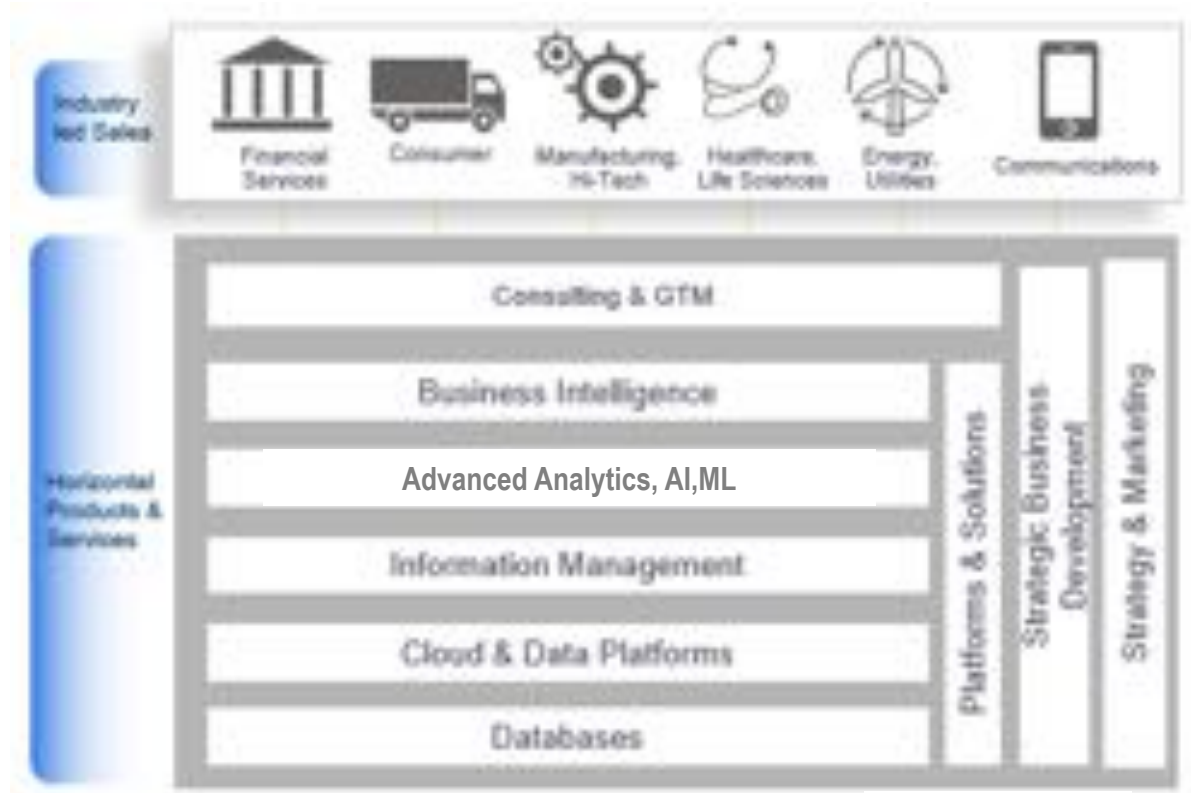 Industry
led Sales
Financial
Services
Consumer
Manufacturing,
Hi-Tech
Healthcare,
Life Sciences
Energy,
Utilities
Communications
Horizontal
Products &
Services
Consulting & GTM
Business Intelligence
Advanced Analytics, AI,ML
Information Management
Cloud & Data Platforms
Databases
Platforms & Solutions
Strategic Business
Development
Strategy & Marketing